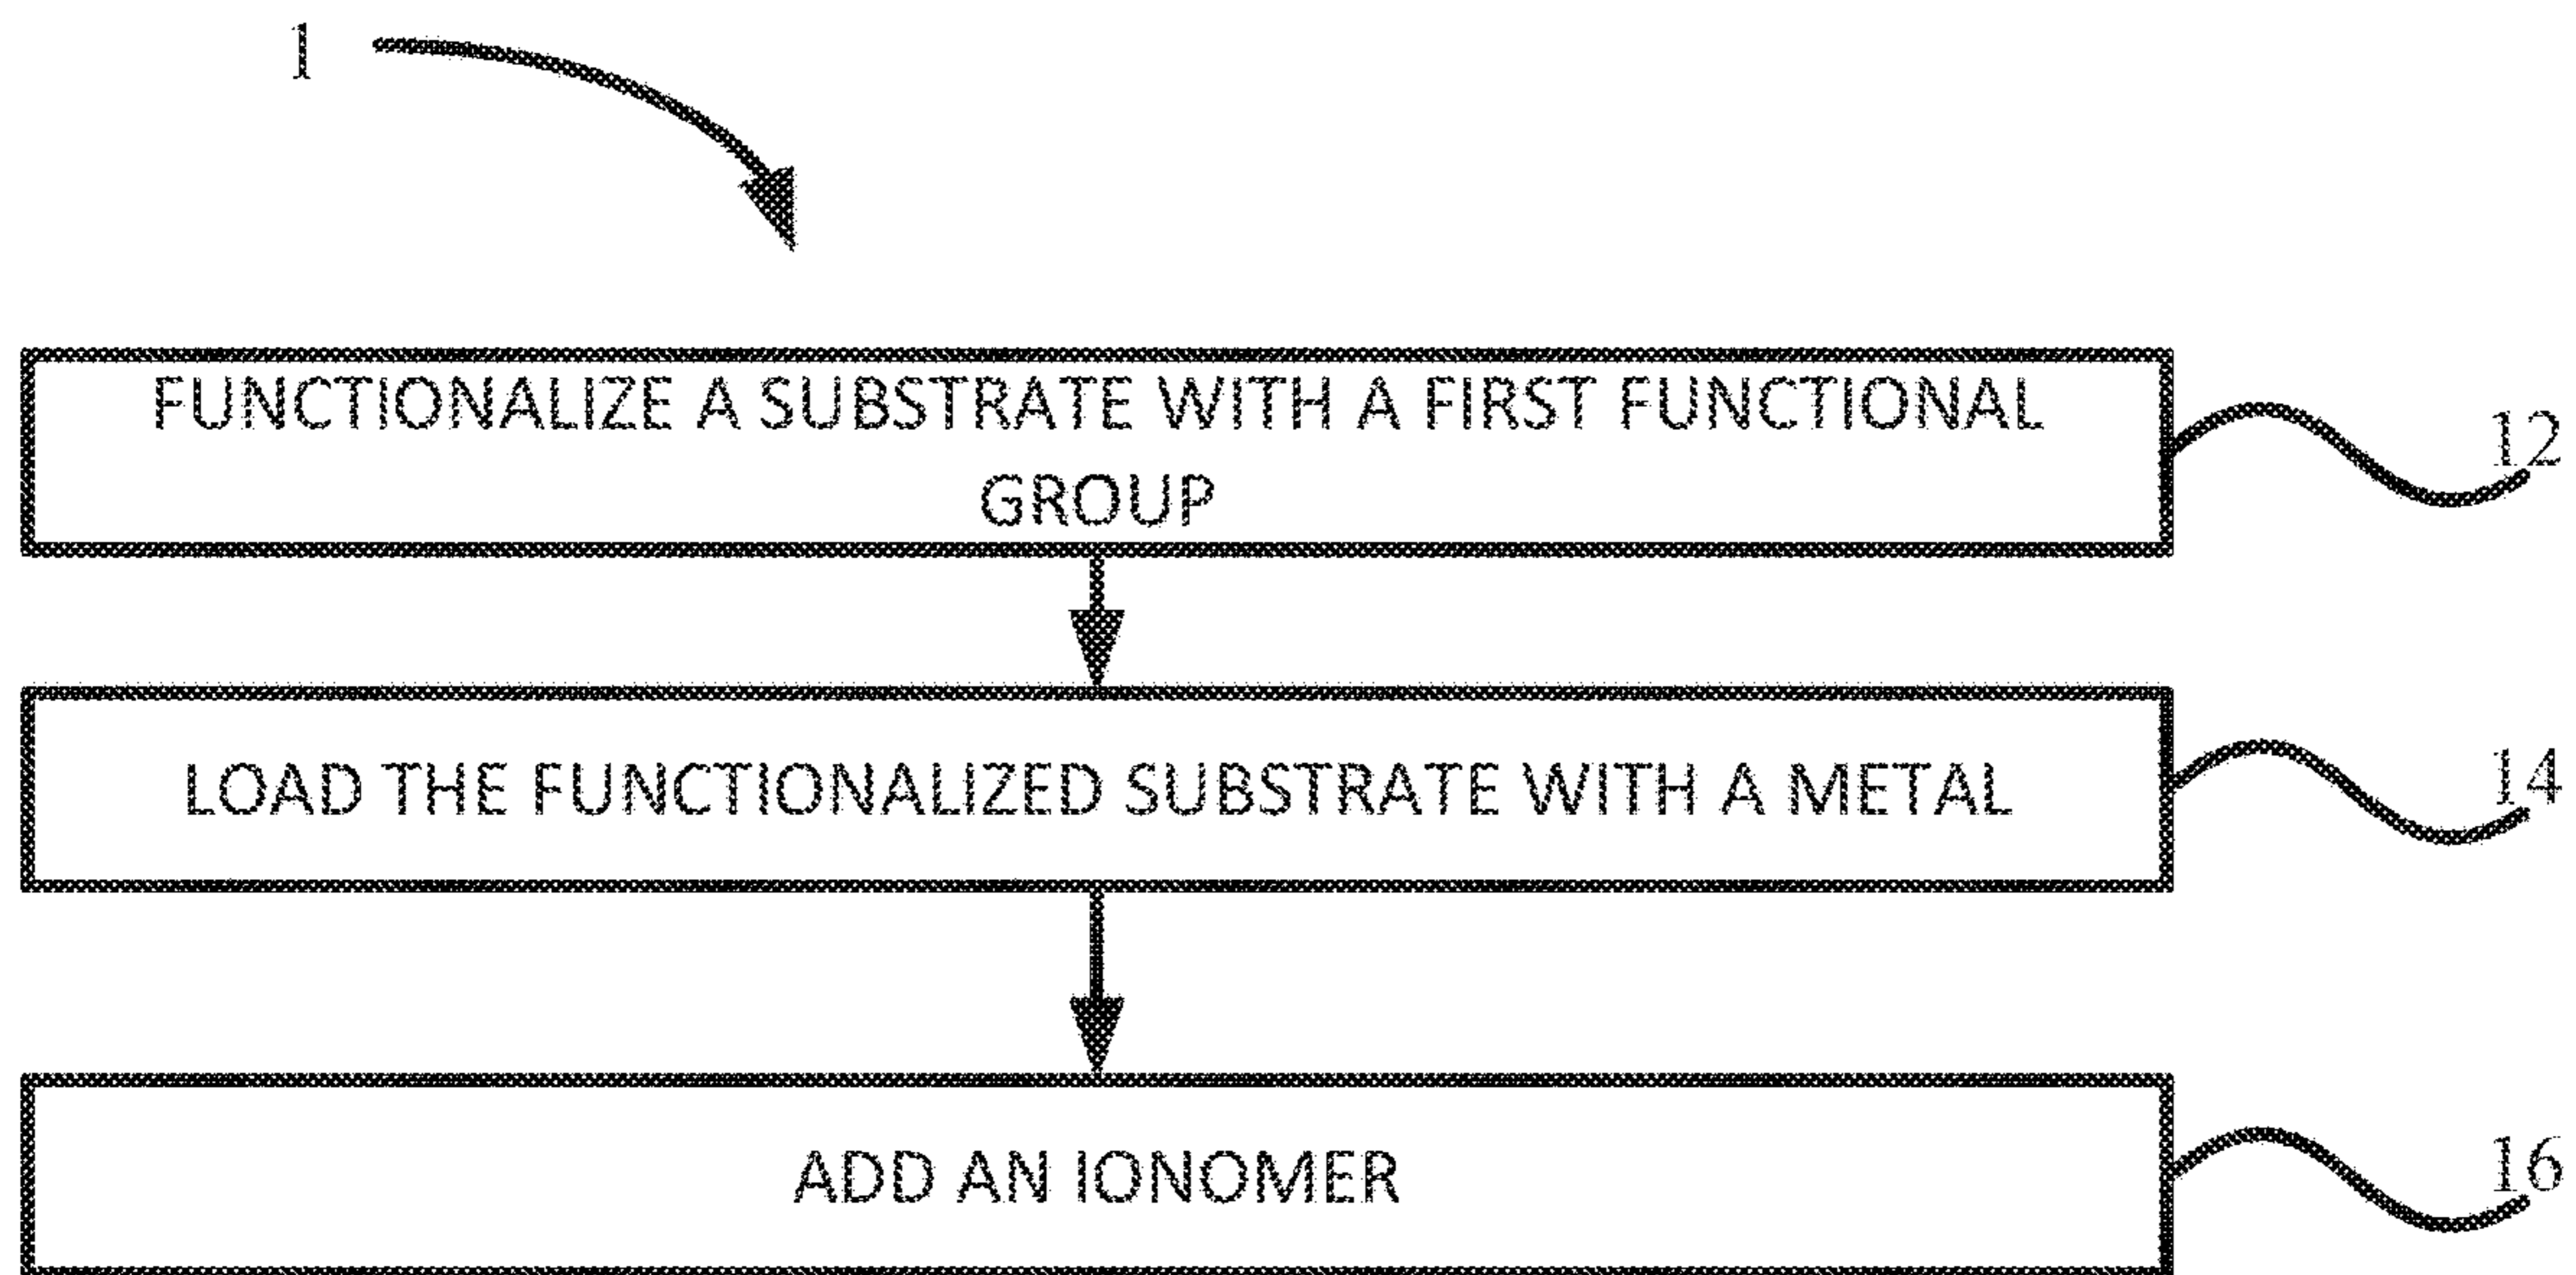 1
FUNCTIONALIZE A SUBSTRATE WITH A FIRST FUNCTIONAL
GROUP
12
LOAD THE FUNCTIONALIZED SUBSTRATE WITH A METAL
14
ADD AN IONOMER
16